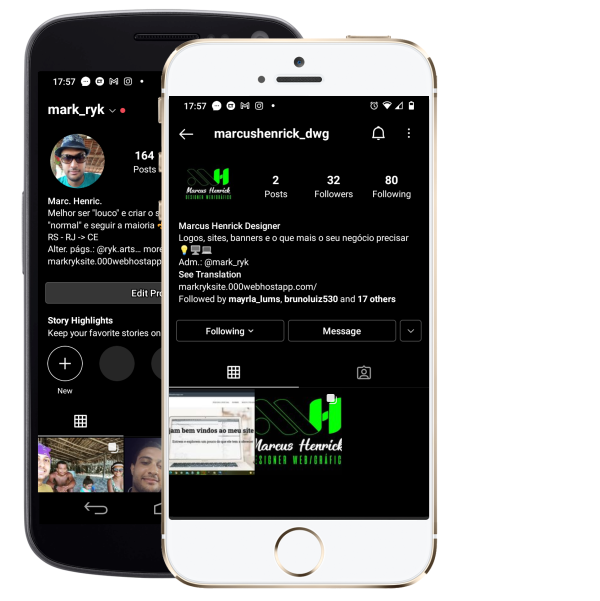 17:57
mark_ryk
164
Posts
Marc. Henric.
Melhor ser "louco" e criar o s
"normal" e seguir a maioria
RS - RJ -> CE
Alter. págs.: @ryk.arts... more
markryksite.000webhostapp
Edit Pro
Story Highlights
Keep your favorite stories on
New
17:57
marcushenrick_dwg
Marcus Henrick
DESIGNER WEB/GRÁFICO
2
Posts
32
Followers
80
Following
Marcus Henrick Designer
Logos, sites, banners e o que mais o seu negócio precisar
Adm.: @mark_ryk
See Translation
markryksite.000webhostapp.com/
Followed by mayrla_lums, brunoluiz530 and 17 others
Following
Message
jam bem vindos ao meu site
Marcus Henrick
SIGNER WEB/GRÁFIC